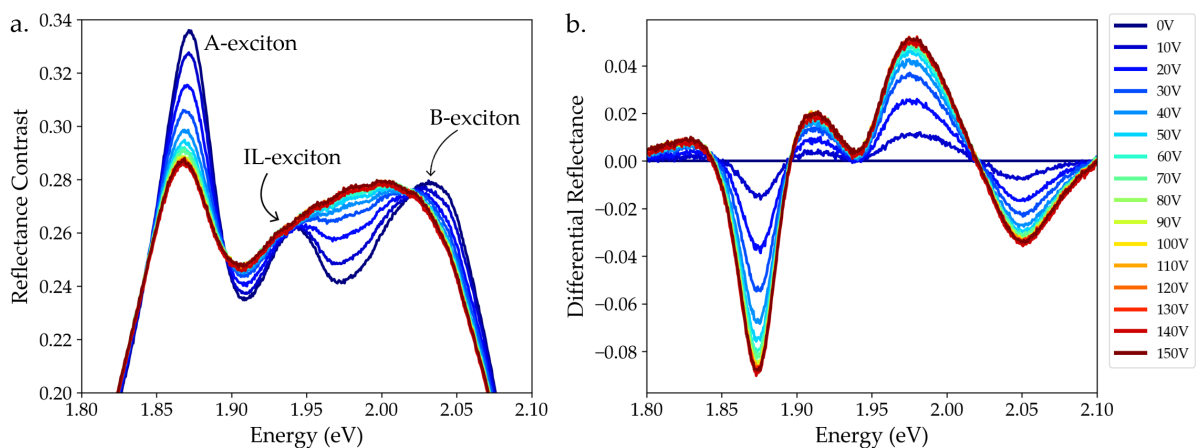 a.
0.34
0.32
0.30
0.28
0.26
0.24
0.22
0.20
Reflectance Contrast
A-exciton
IL-exciton
B-exciton
1.80 1.85 1.90 1.95 2.00 2.05 2.10
Energy (eV)
b.
0.04
0.02
0.00
−0.02
−0.04
−0.06
−0.08
Differential Reflectance
1.80 1.85 1.90 1.95 2.00 2.05 2.10
Energy (eV)
0V
10V
20V
30V
40V
50V
60V
70V
80V
90V
100V
110V
120V
130V
140V
150V